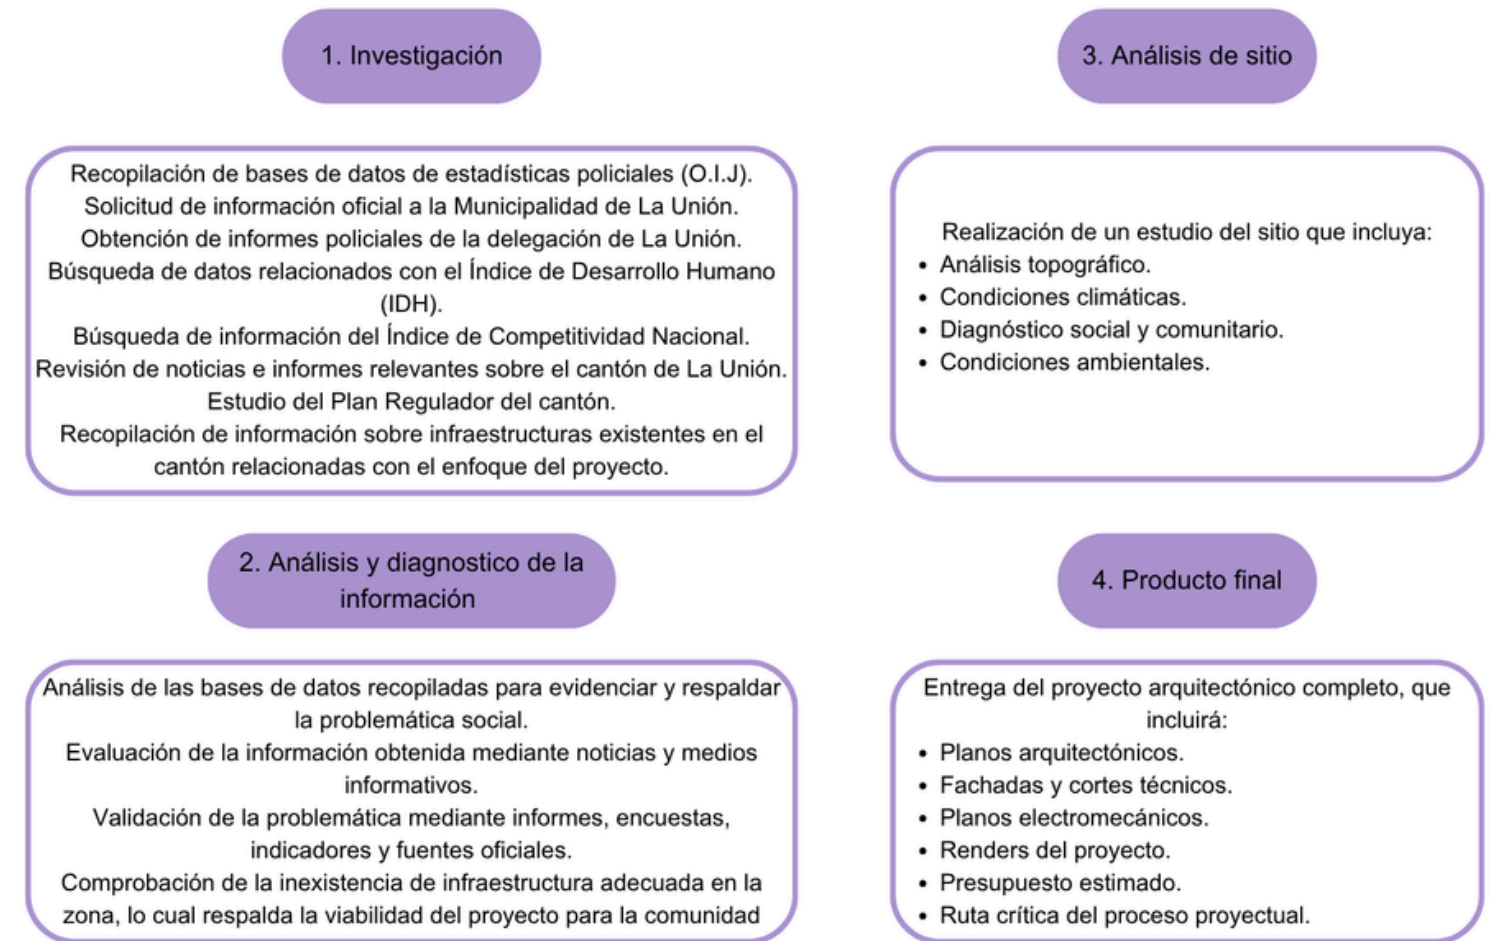 1. Investigación
Recopilación de bases de datos de estadísticas policiales (O.I.J).
Solicitud de información oficial a la Municipalidad de La Unión.
Obtención de informes policiales de la delegación de La Unión.
Búsqueda de datos relacionados con el Índice de Desarrollo Humano
(IDH).
Búsqueda de información del Índice de Competitividad Nacional.
Revisión de noticias e informes relevantes sobre el cantón de La Unión.
Estudio del Plan Regulador del cantón.
Recopilación de información sobre infraestructuras existentes en el
cantón relacionadas con el enfoque del proyecto.
2. Análisis y diagnostico de la
información
Análisis de las bases de datos recopiladas para evidenciar y respaldar
la problemática social.
Evaluación de la información obtenida mediante noticias y medios
informativos.
Validación de la problemática mediante informes, encuestas,
indicadores y fuentes oficiales.
Comprobación de la inexistencia de infraestructura adecuada en la
zona, lo cual respalda la viabilidad del proyecto para la comunidad
3. Análisis de sitio
Realización de un estudio del sitio que incluya:
• Análisis topográfico.
• Condiciones climáticas.
• Diagnóstico social y comunitario.
• Condiciones ambientales.
4. Producto final
Entrega del proyecto arquitectónico completo, que
incluirá:
• Planos arquitectónicos.
• Fachadas y cortes técnicos.
• Planos electromecánicos.
• Renders del proyecto.
• Presupuesto estimado.
• Ruta crítica del proceso proyectual.